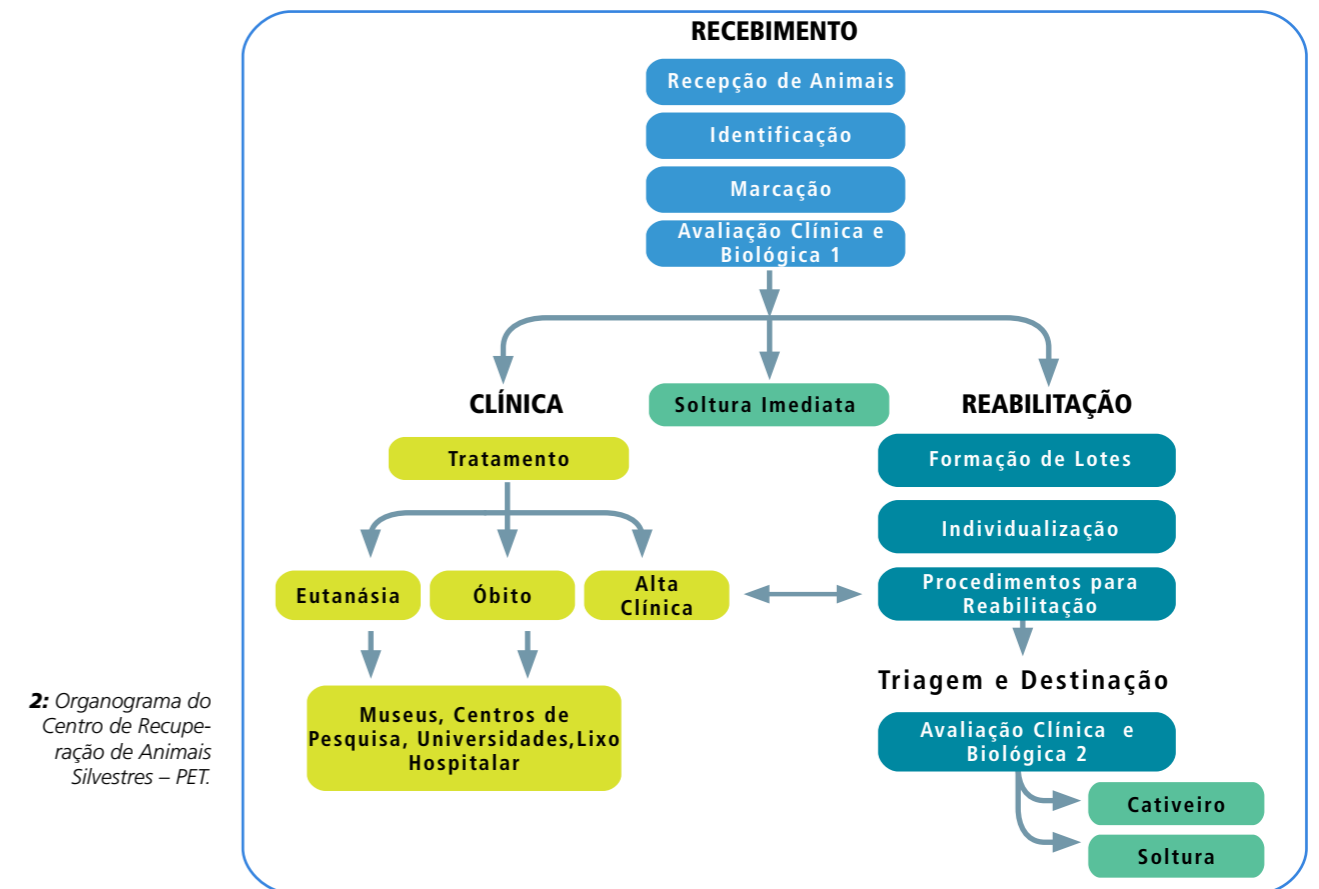 RECEBIMENTO
Recepção de Animais
Identificação
Marcação
Avaliação Clínica e
Biológica 1
CLÍNICA
Soltura Imediata
REABILITAÇÃO
Tratamento
Formação de Lotes
Individualização
Eutanásia
Óbito
Alta
Clínica
Procedimentos para
Reabilitação
Triagem e Destinação
Museus, Centros de
Pesquisa, Universidades,Lixo
Hospitalar
Avaliação Clínica e
Biológica 2
Cativeiro
Soltura
2: Organograma do
Centro de Recupe-
ração de Animais
Silvestres – PET.